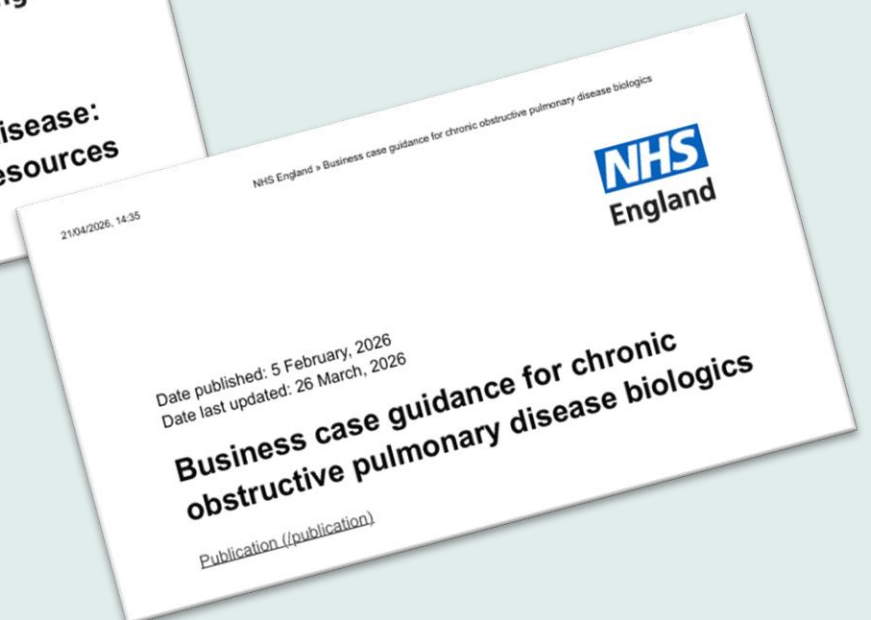 isease:
esources
NHS England » Business case guidance for chronic obstructive pulmonary disease biologics
21/04/2026, 14:35
NHS
England
Date published: 5 February, 2026
Date last updated: 26 March, 2026
Business case guidance for chronic
obstructive pulmonary disease biologics
Publication (/publication)